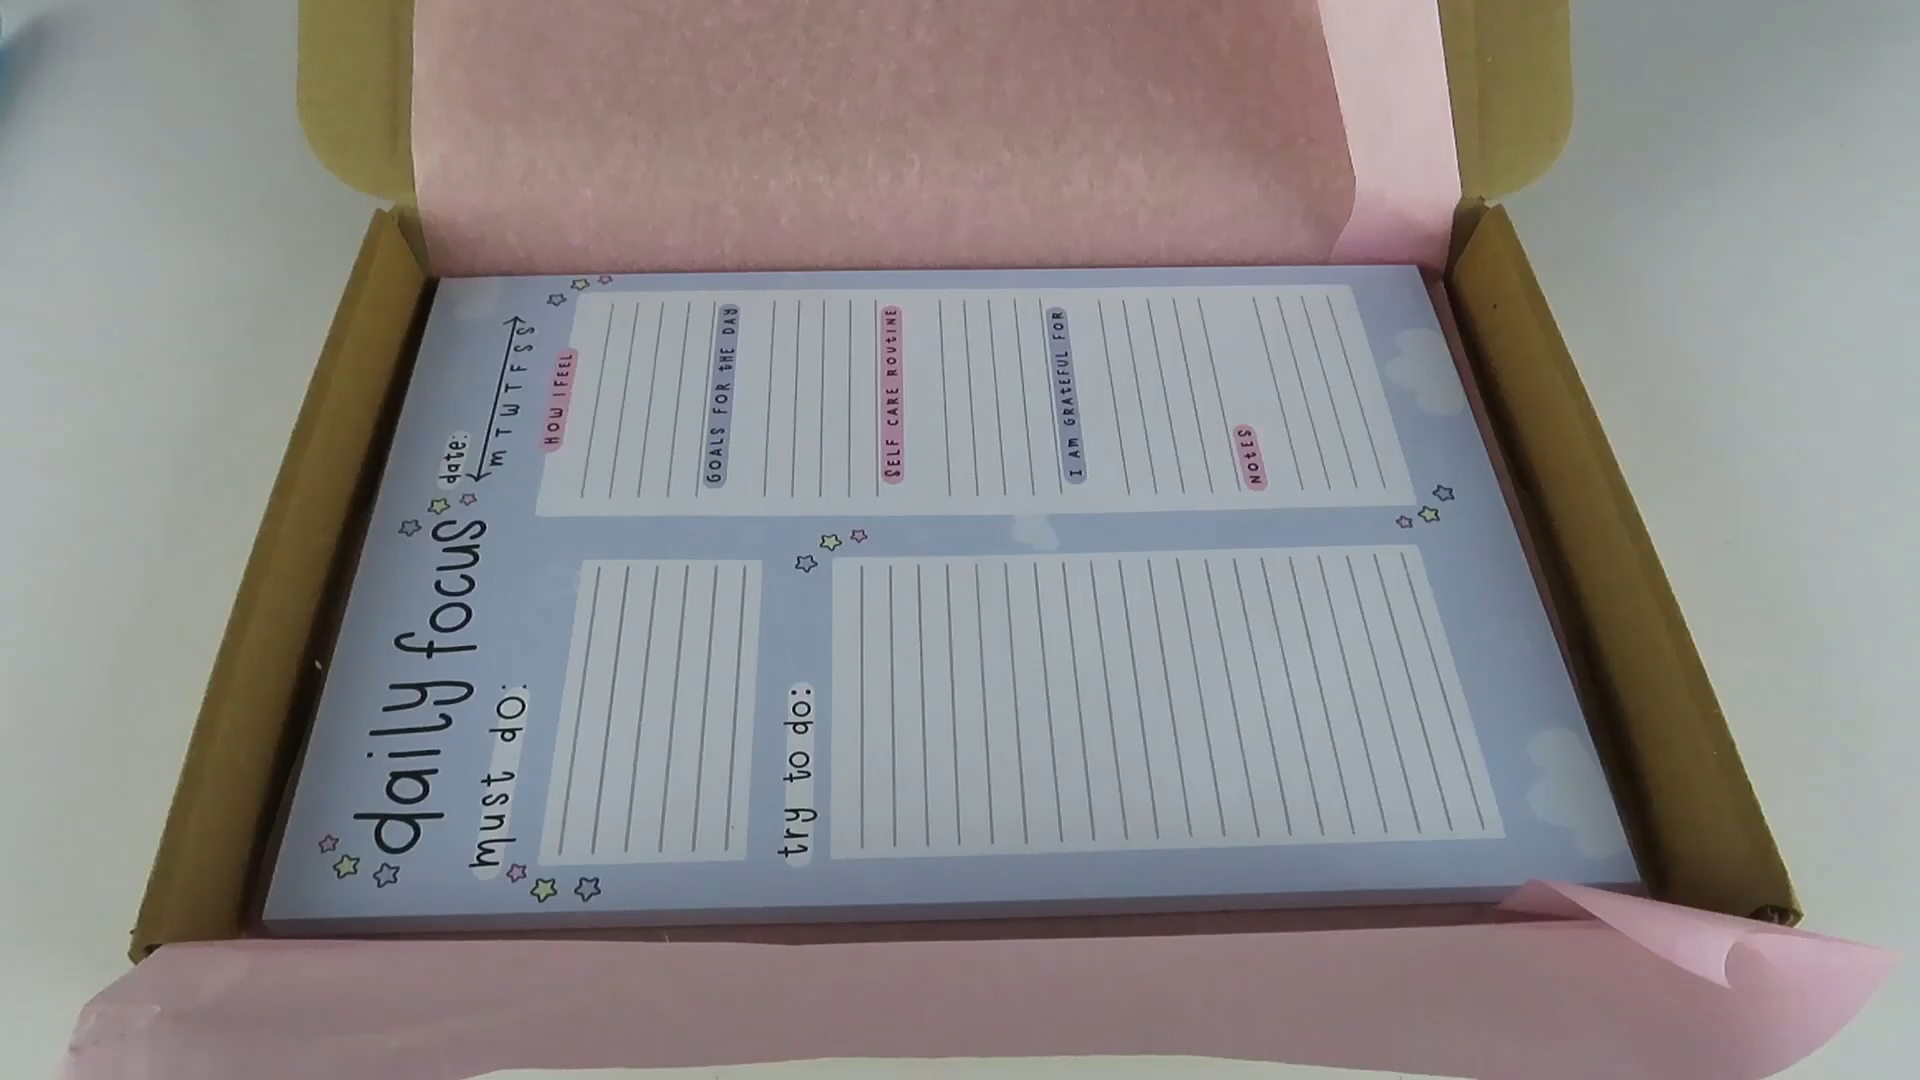 daily focus
date:
M T W T F S S
must do:
try to do:
HOW I FEEL
GOALS FOR tHE DAY
SELF CARE ROUtINE
I AM GRAtEFUL FOR
NOtES